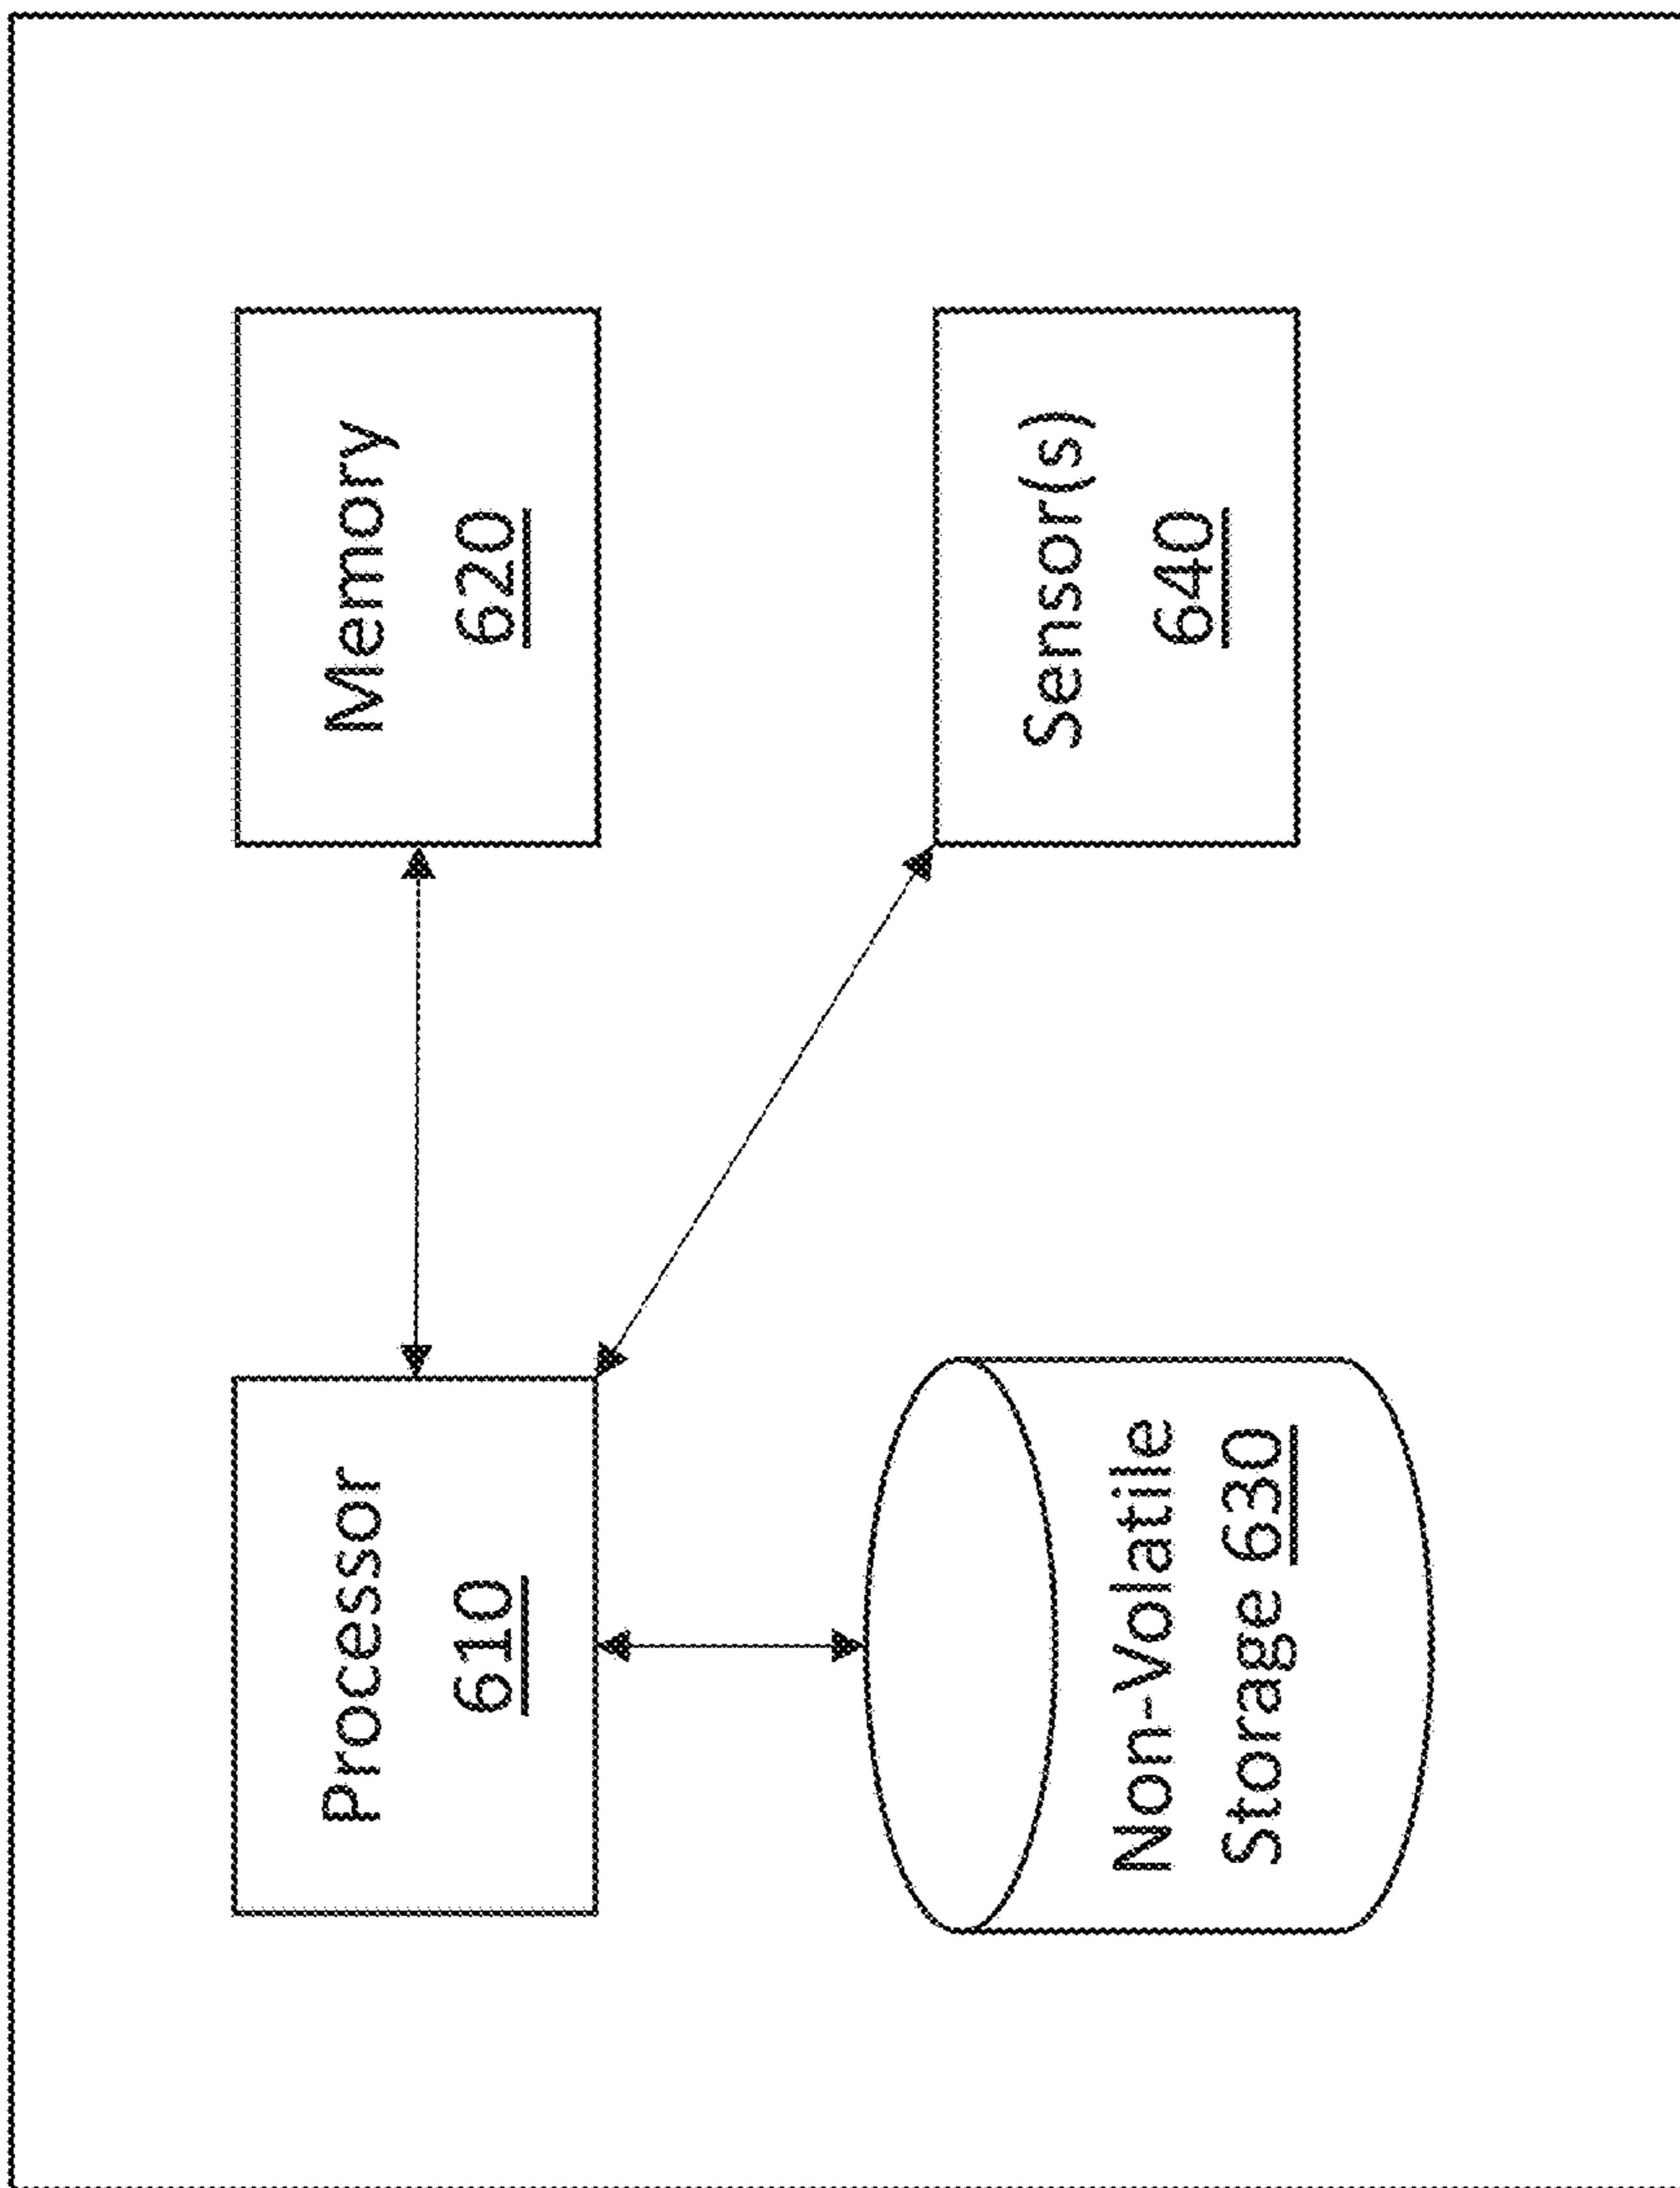 Processor
610
Memory
620
Non-Volatile
Storage 630
Sensor(s)
640